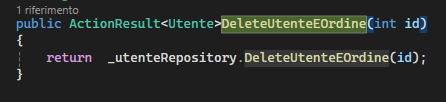 1 riferimento
public ActionResult<Utente>DeleteUtenteEOrdine(int id)
{
return _utenteRepository.DeleteUtenteEOrdine(id);
}